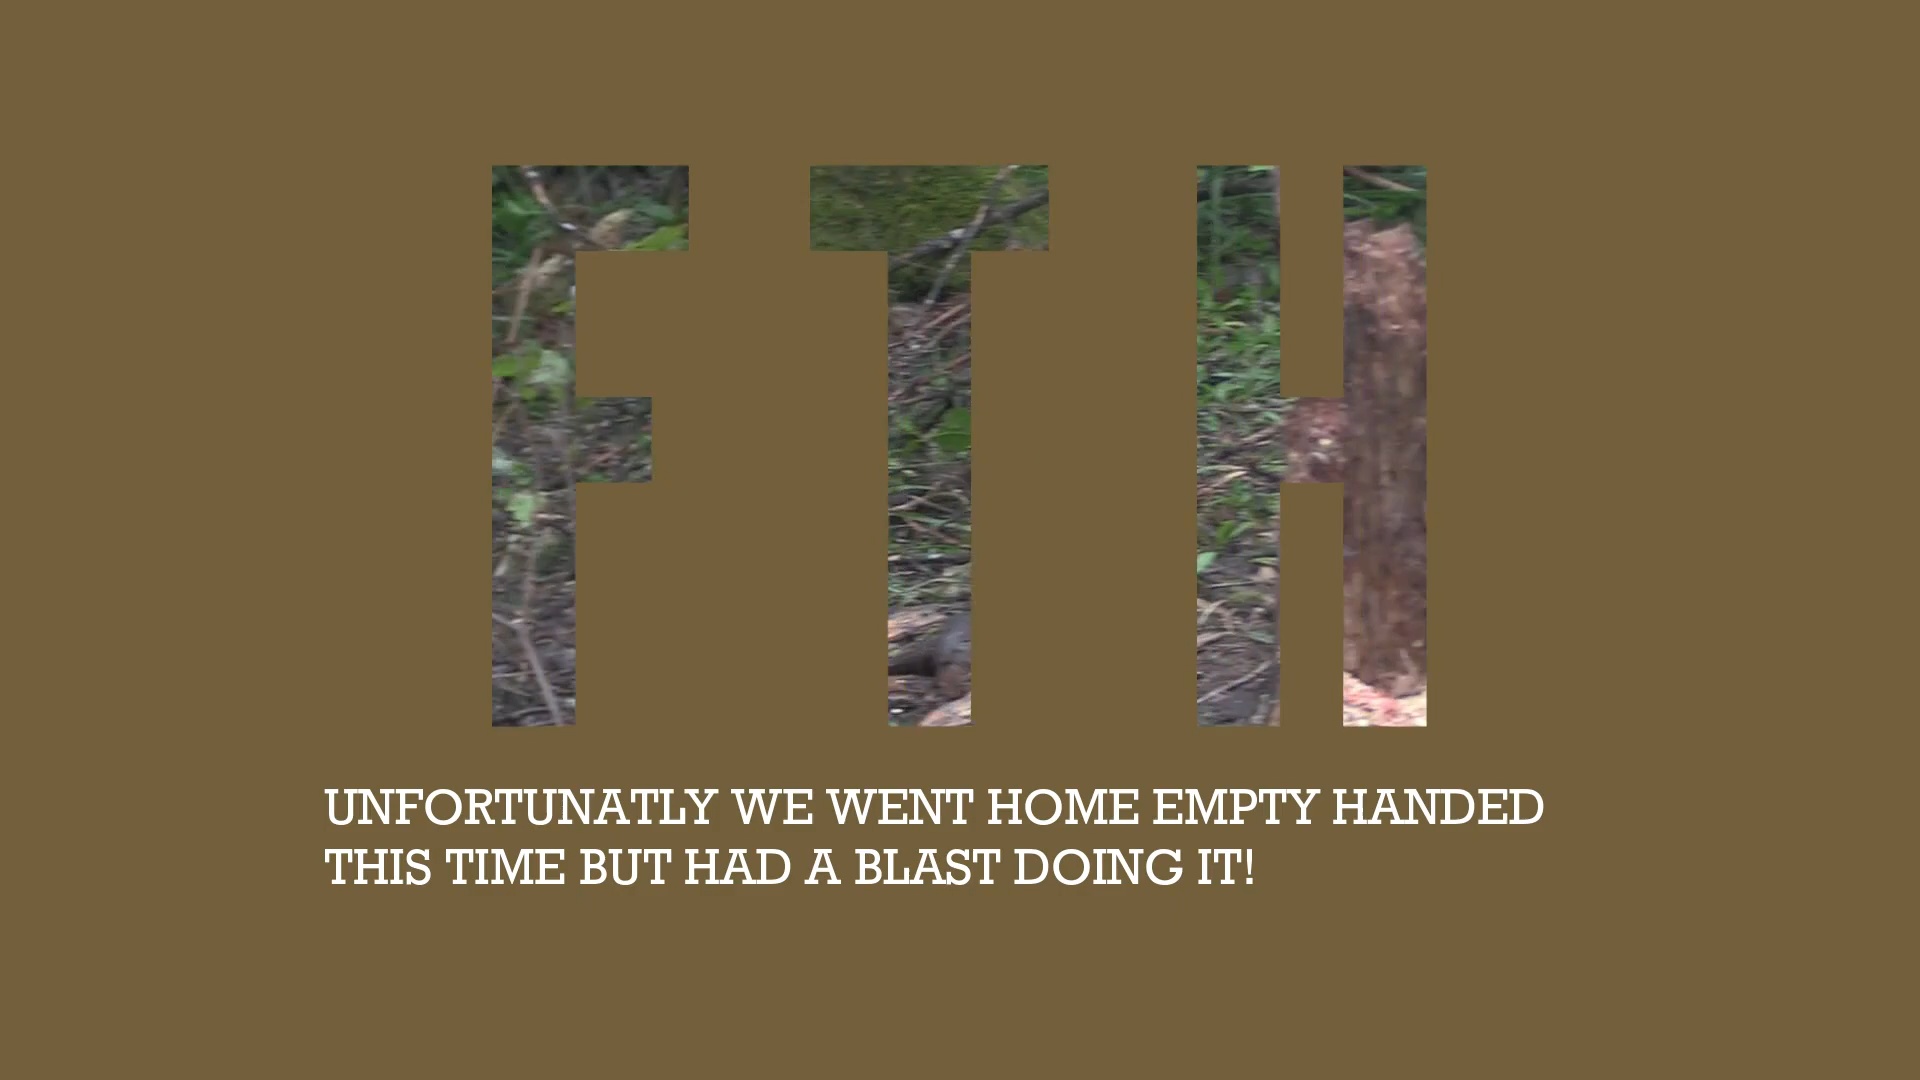 FTH
UNFORTUNATLY WE WENT HOME EMPTY HANDED
THIS TIME BUT HAD A BLAST DOING IT!